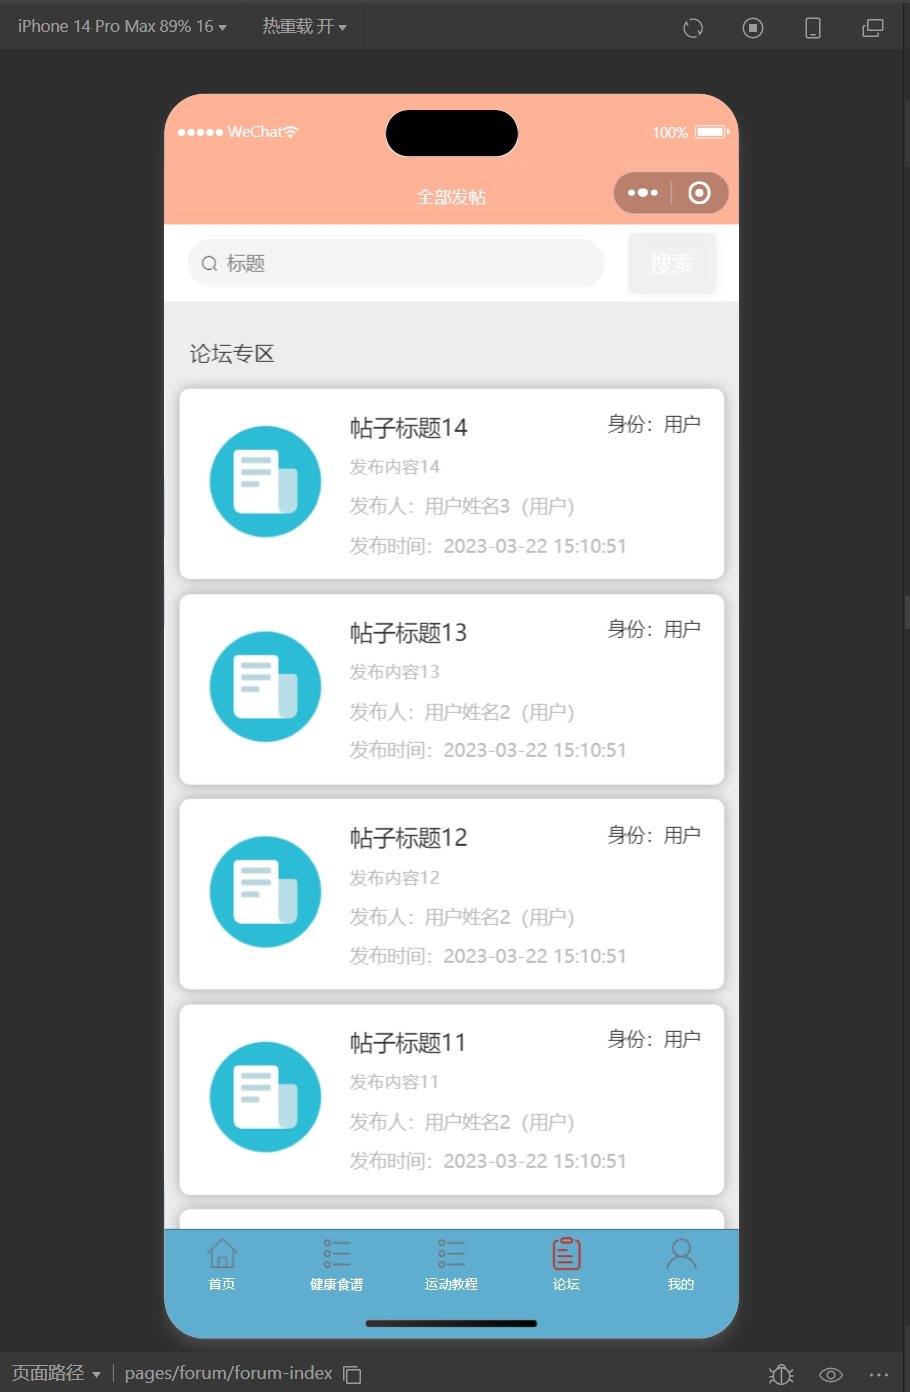 iPhone 14 Pro Max 89% 16
热重载 开
WeChat
100%
全部发帖
标题
搜索
论坛专区
帖子标题14
身份：用户
发布内容14
发布人：用户姓名3（用户）
发布时间：2023-03-22 15:10:51
帖子标题13
身份：用户
发布内容13
发布人：用户姓名2（用户）
发布时间：2023-03-22 15:10:51
帖子标题12
身份：用户
发布内容12
发布人：用户姓名2（用户）
发布时间：2023-03-22 15:10:51
帖子标题11
身份：用户
发布内容11
发布人：用户姓名2（用户）
发布时间：2023-03-22 15:10:51
首页
健康食谱
运动教程
论坛
我的
页面路径
pages/forum/forum-index